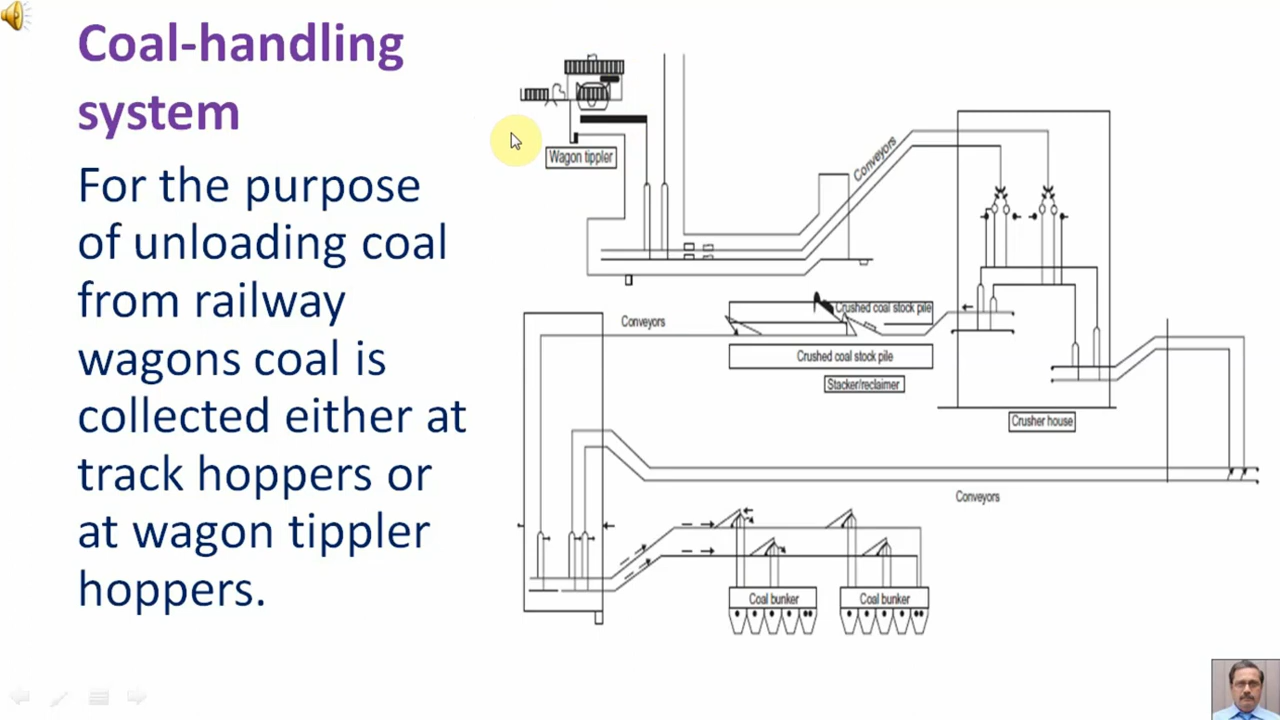 Coal-handling
system
For the purpose
of unloading coal
from railway
wagons coal is
collected either at
track hoppers or
at wagon tippler
hoppers.
Wagon tippler
Conveyors
Conveyors
Crushed coal stock pile
Crushed coal stock pile
Stacker/reclaimer
Crusher house
Conveyors
Coal bunker
Coal bunker